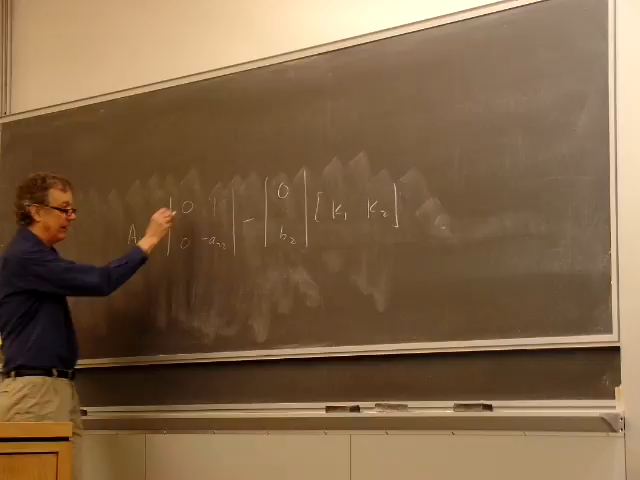 A | 0 1 | - | 0 | [ K₁ K₂ ]
| 0 -a₂₂ | | b₂ |